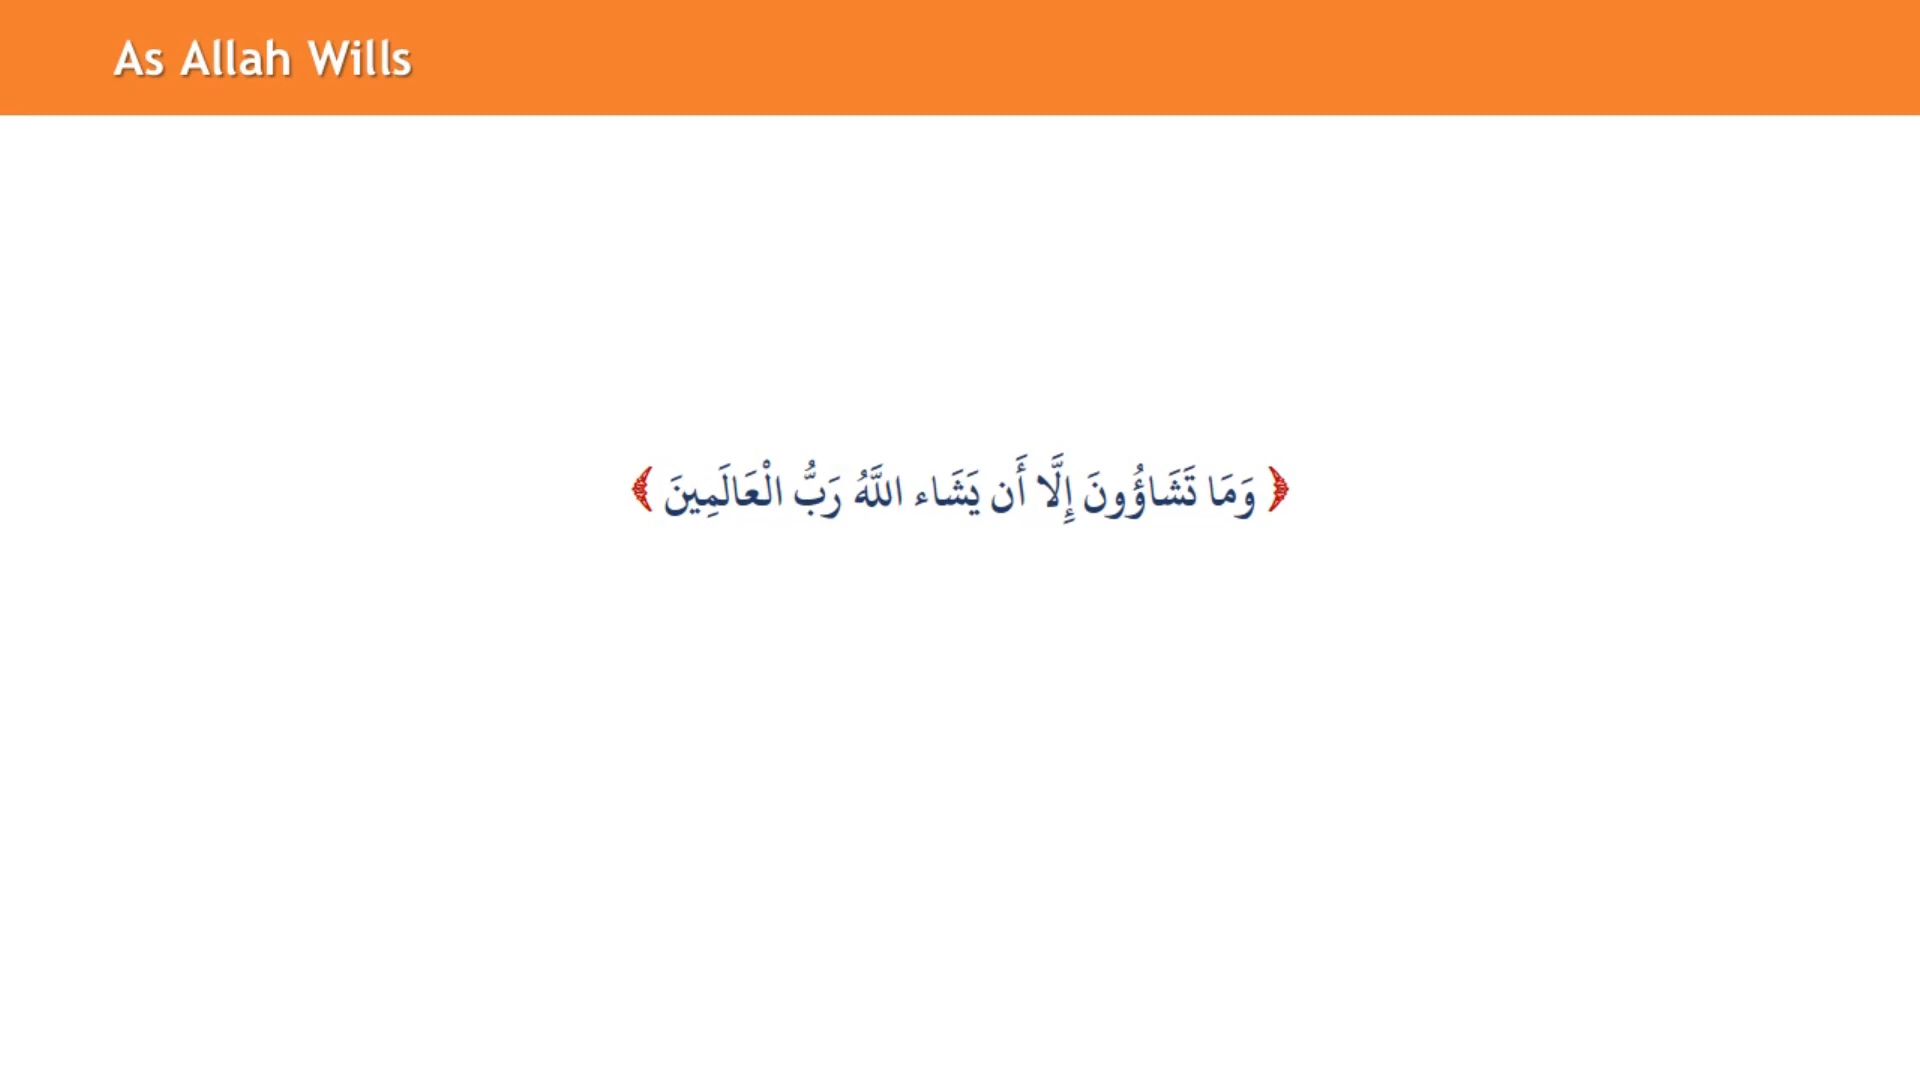 As Allah Wills
﴿ وَمَا تَشَاؤُونَ إِلَّا أَن يَشَاء اللَّهُ رَبُّ الْعَالَمِينَ ﴾